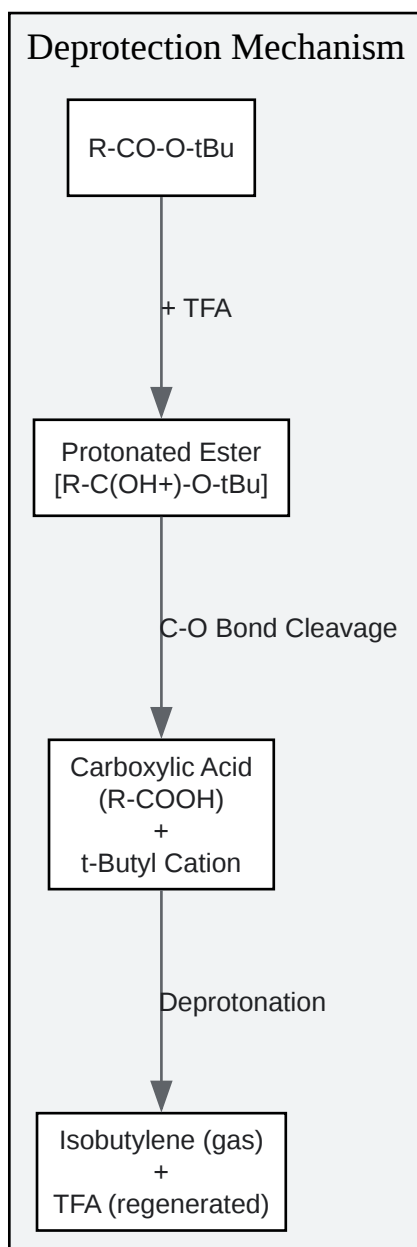 Deprotection Mechanism
R-CO-O-tBu
+ TFA
Protonated Ester
[R-C(OH+)-O-tBu]
C-O Bond Cleavage
Carboxylic Acid
(R-COOH)
+
t-Butyl Cation
Deprotonation
Isobutylene (gas)
+
TFA (regenerated)